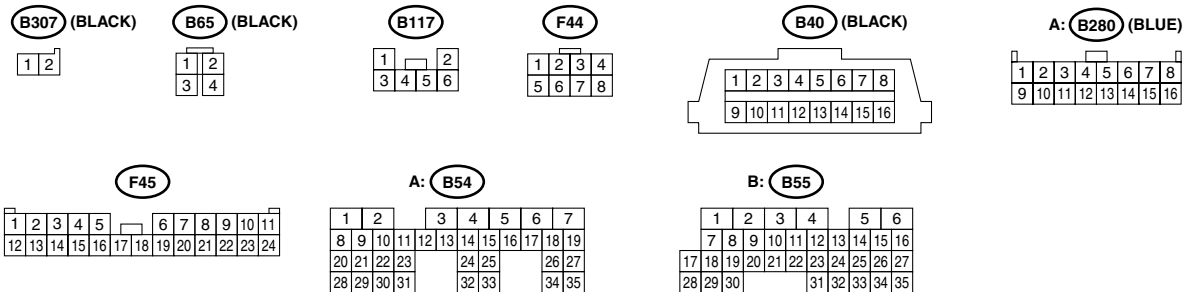 B307 (BLACK) B65 (BLACK) B117 F44 B40 (BLACK) A: B280 (BLUE)
1 2
1 2
3 4
1 2
3 4 5 6
1 2 3 4
5 6 7 8
1 2 3 4 5 6 7 8
9 10 11 12 13 14 15 16
1 2 3 4 5 6 7 8
9 10 11 12 13 14 15 16
F45 A: B54 B: B55
1 2 3 4 5 6 7 8 9 10 11
12 13 14 15 16 17 18 19 20 21 22 23 24
1 2 3 4 5 6 7
8 9 10 11 12 13 14 15 16 17 18 19
20 21 22 23 24 25 26 27
28 29 30 31 32 33 34 35
1 2 3 4 5 6
7 8 9 10 11 12 13 14 15 16
17 18 19 20 21 22 23 24 25 26 27
28 29 30 31 32 33 34 35